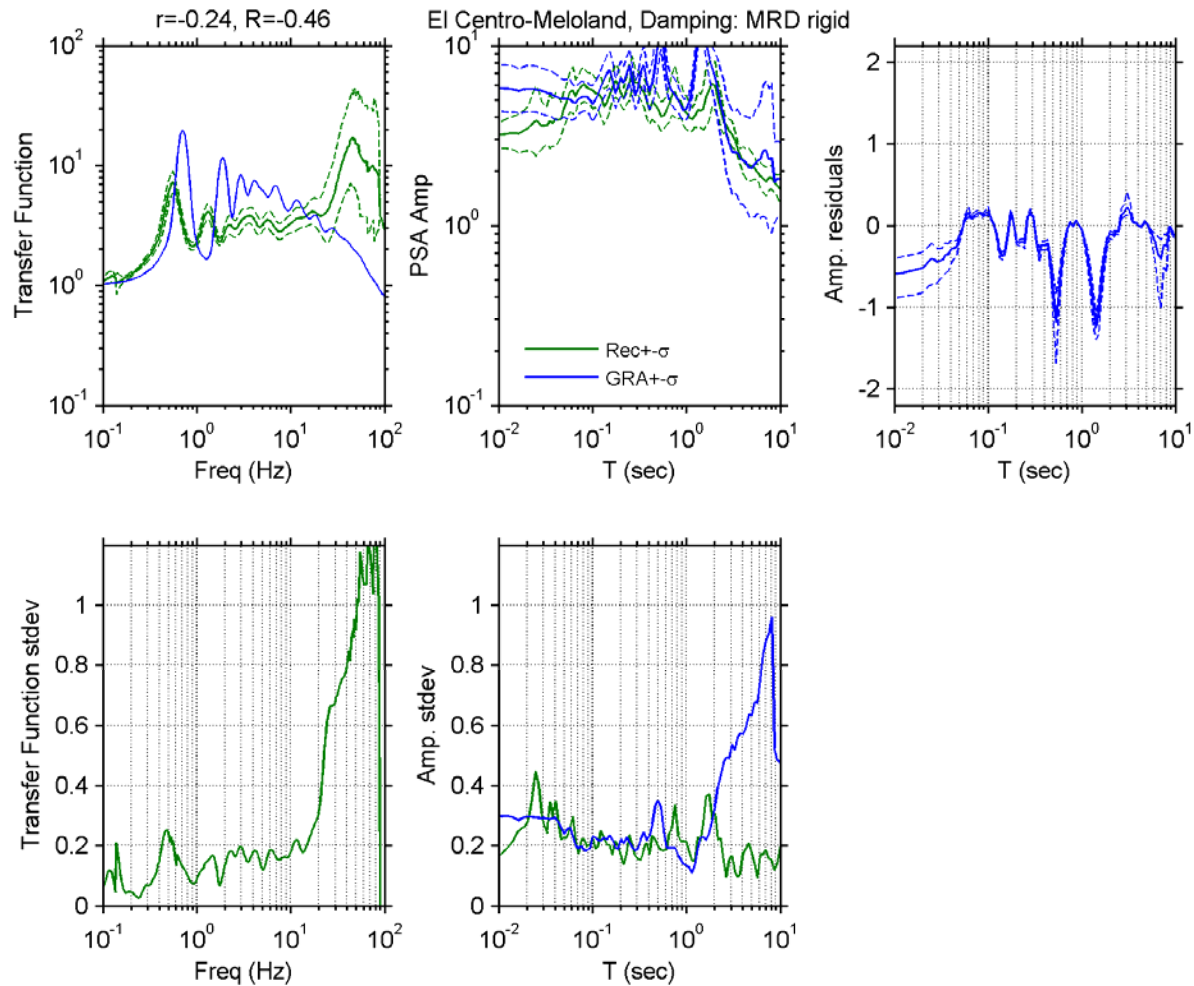 r=-0.24, R=-0.46
El Centro-Meloland, Damping: MRD rigid
Transfer Function
10^2
10^1
10^0
10^-1
10^-1 10^0 10^1 10^2
Freq (Hz)
PSA Amp
10^1
10^0
10^-1
Rec+-σ
GRA+-σ
10^-2 10^-1 10^0 10^1
T (sec)
Amp. residuals
2
1
0
-1
-2
10^-2 10^-1 10^0 10^1
T (sec)
Transfer Function stdev
1
0.8
0.6
0.4
0.2
0
10^-1 10^0 10^1 10^2
Freq (Hz)
Amp. stdev
1
0.8
0.6
0.4
0.2
0
10^-2 10^-1 10^0 10^1
T (sec)